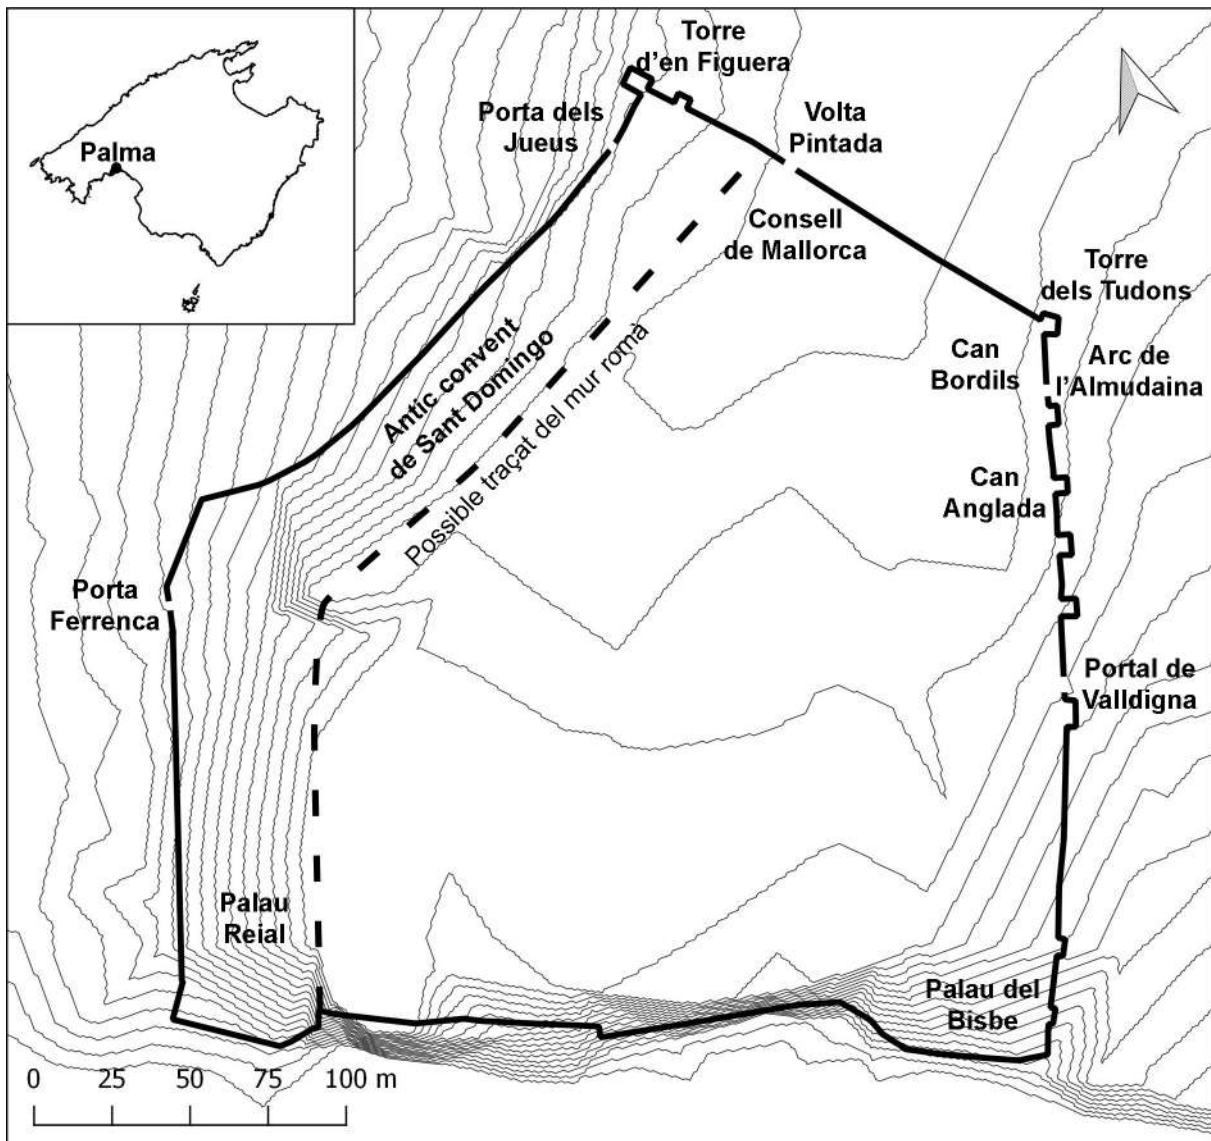 Palma
Torre
d'en Figuera
Porta dels
Jueus
Volta
Pintada
Consell
de Mallorca
Torre
dels Tudons
Can
Bordils
Arc de
l'Almudaina
Antic convent
de Sant Domingo
Possible traçat del mur romà
Can
Anglada
Porta
Ferrenca
Portal de
Valldigna
Palau
Reial
Palau del
Bisbe
0 25 50 75 100 m